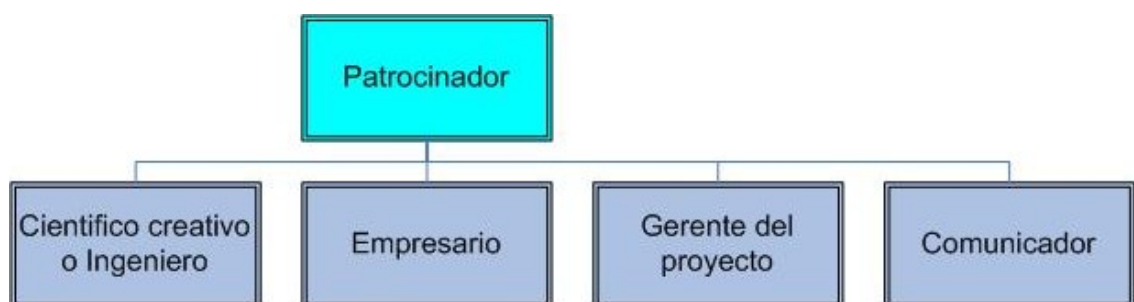 Patrocinador
Cientifico creativo
o Ingeniero
Empresario
Gerente del
proyecto
Comunicador